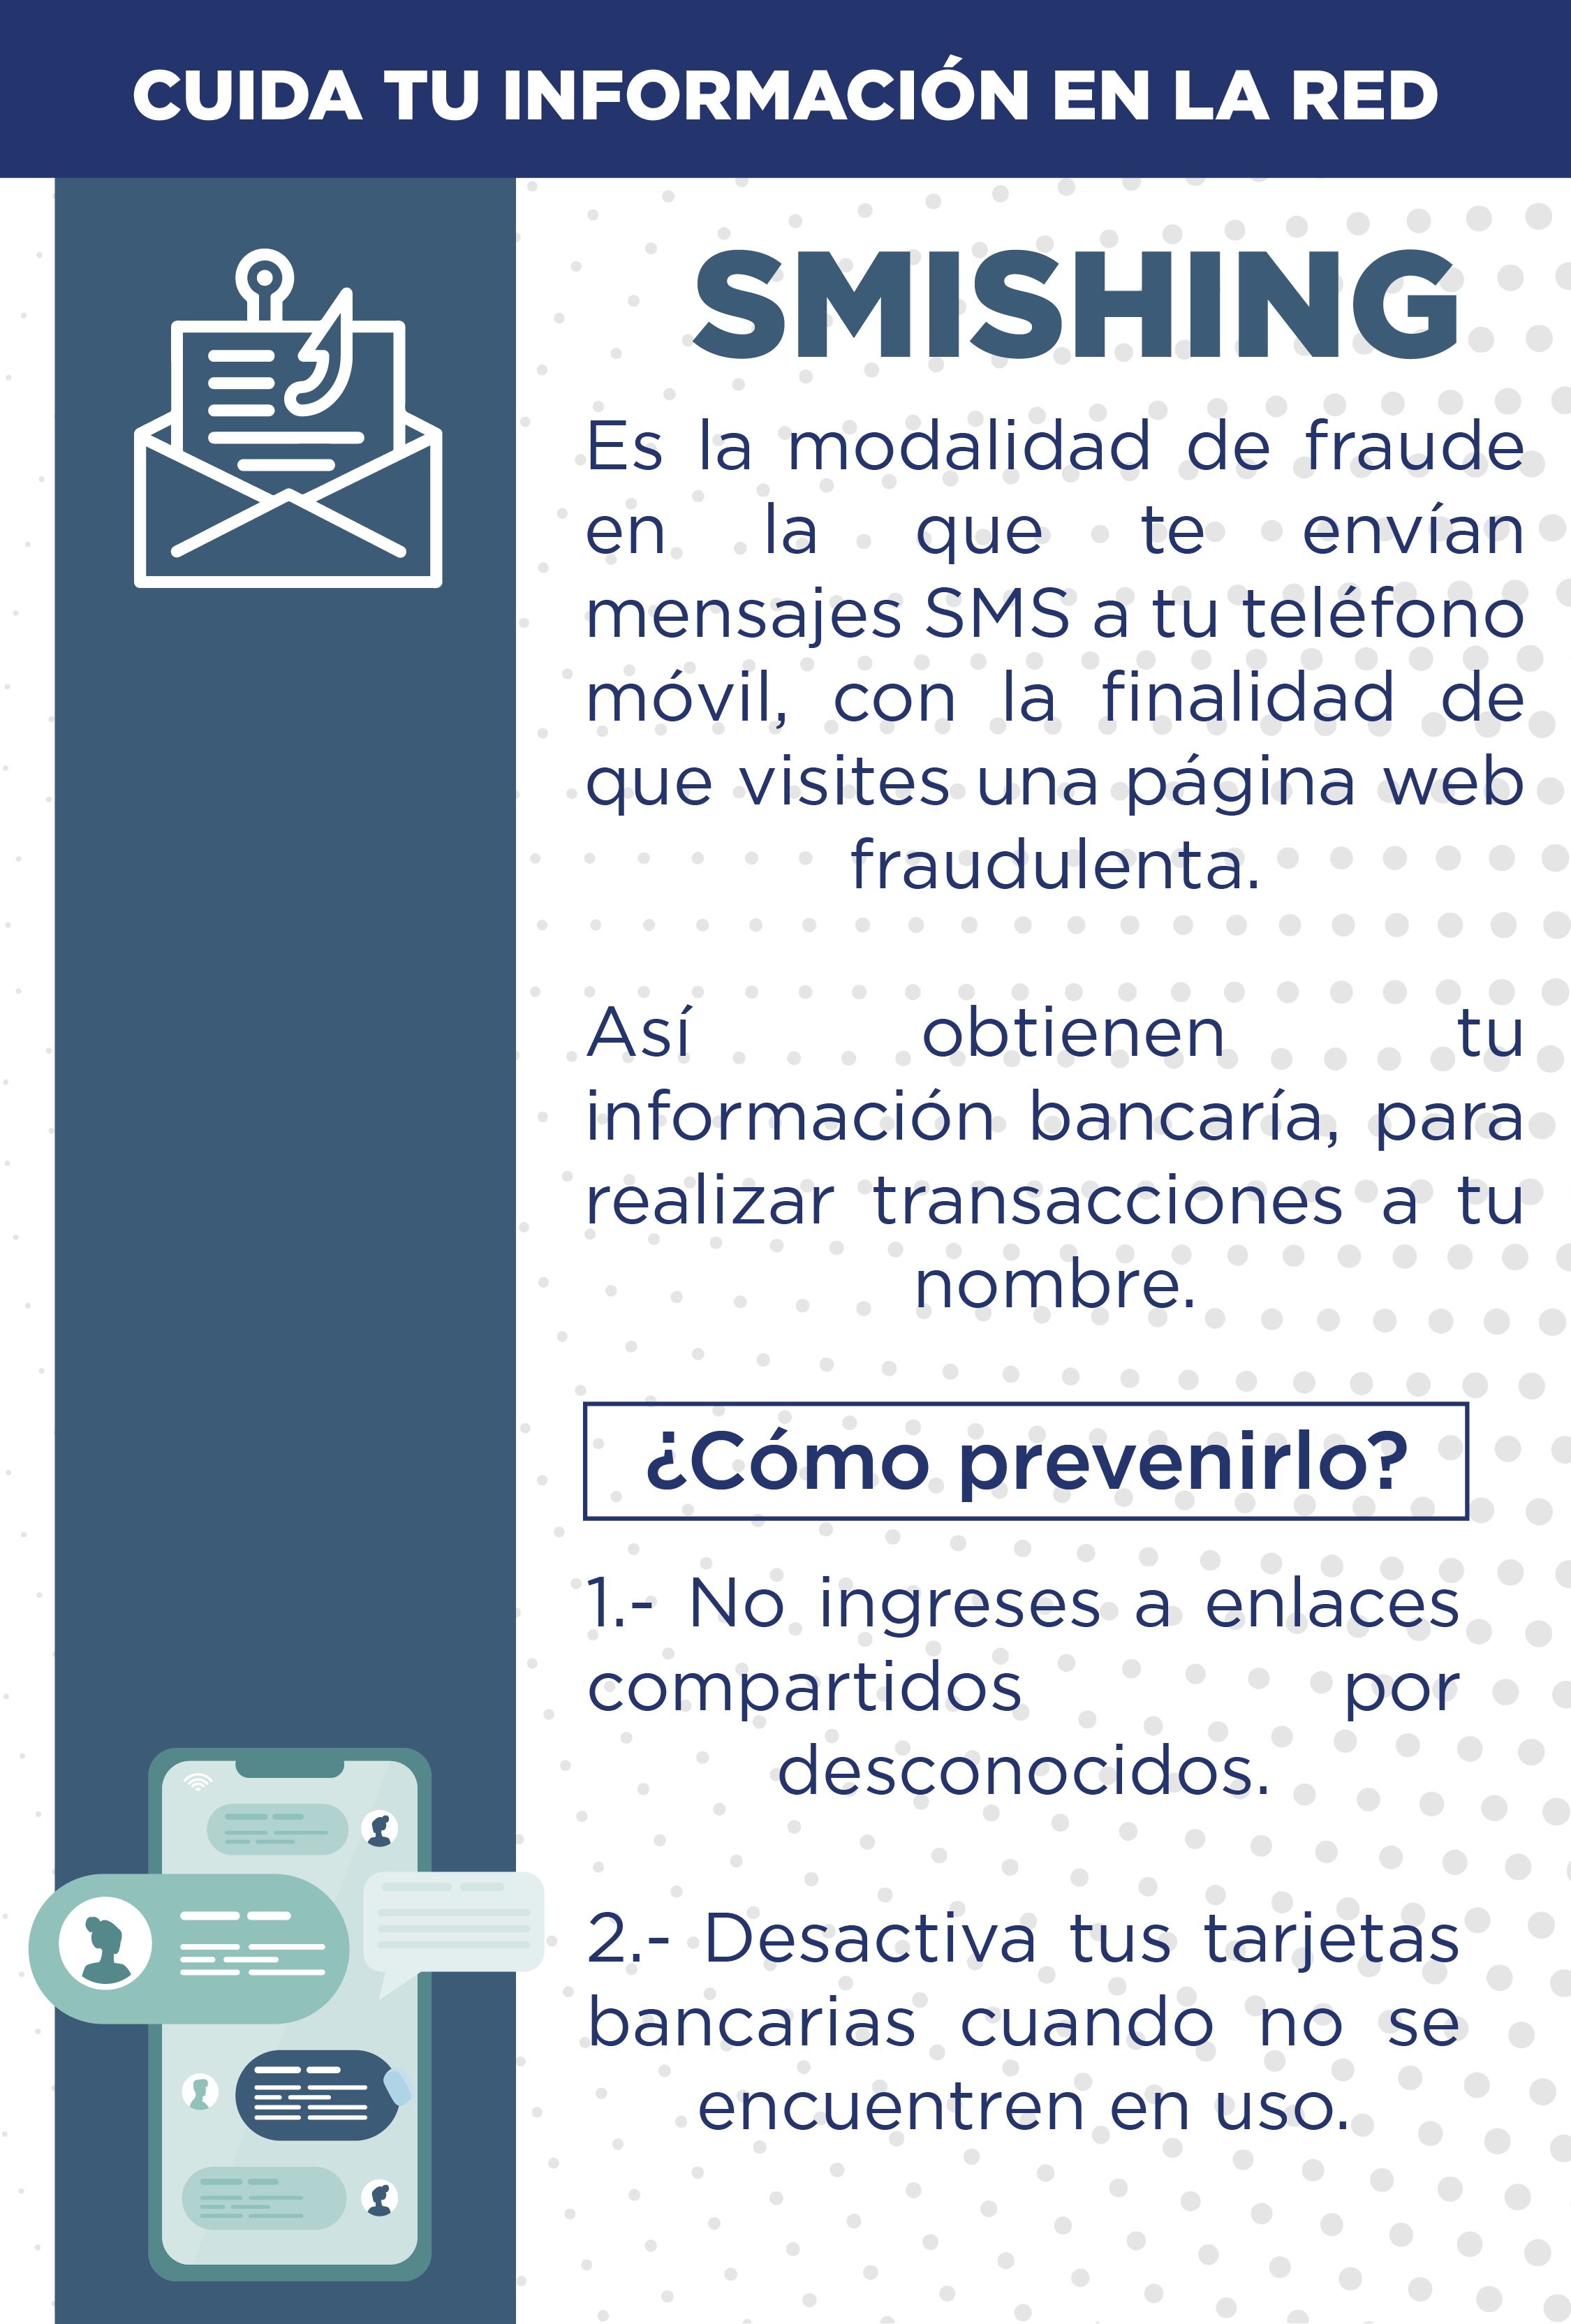 CUIDA TU INFORMACIÓN EN LA RED
SMISHING
Es la modalidad de fraude
en la que te envían
mensajes SMS a tu teléfono
móvil, con la finalidad de
que visites una página web
fraudulenta.
Así obtienen tu
información bancaría, para
realizar transacciones a tu
nombre.
¿Cómo prevenirlo?
1.- No ingreses a enlaces
compartidos por
desconocidos.
2.- Desactiva tus tarjetas
bancarias cuando no se
encuentren en uso.